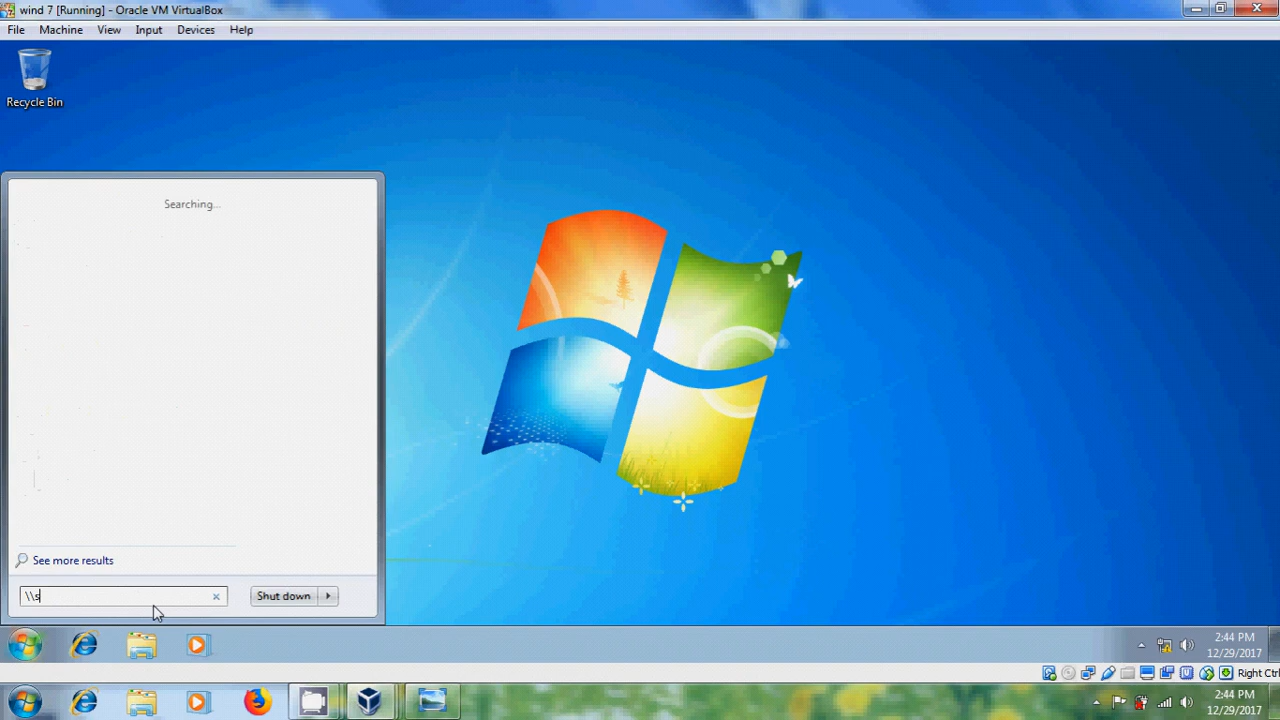 wind 7 [Running] - Oracle VM VirtualBox
File Machine View Input Devices Help
Recycle Bin
Searching...
See more results
\\s
Shut down
2:44 PM
12/29/2017
Right Ctrl
2:44 PM
12/29/2017